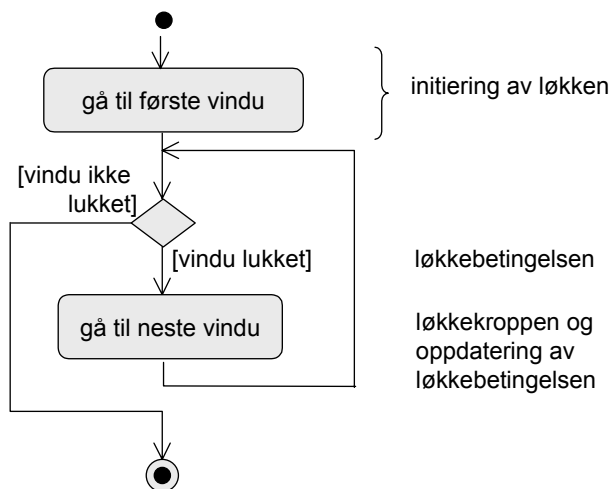 gå til første vindu
initiering av løkken
[vindu ikke
lukket]
[vindu lukket]
løkkebetingelsen
gå til neste vindu
løkkekroppen og
oppdatering av
løkkebetingelsen